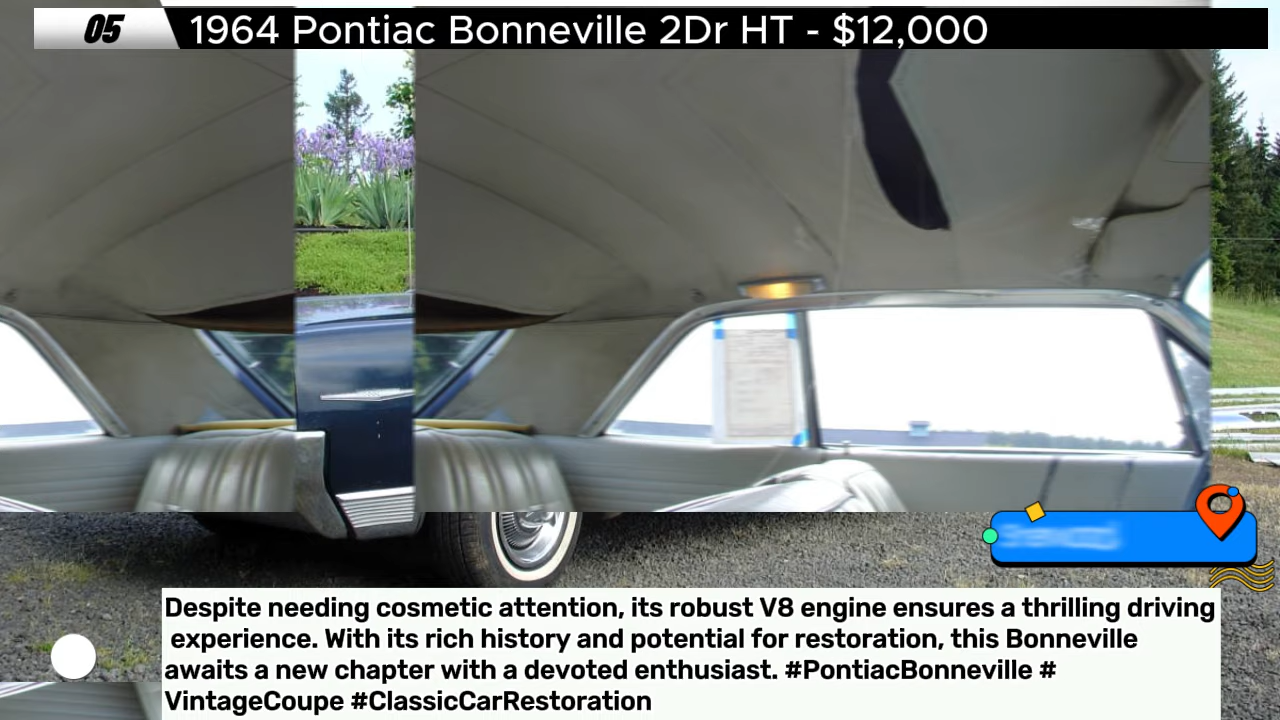 05
1964 Pontiac Bonneville 2Dr HT - $12,000
Despite needing cosmetic attention, its robust V8 engine ensures a thrilling driving
experience. With its rich history and potential for restoration, this Bonneville
awaits a new chapter with a devoted enthusiast. #PontiacBonneville #
VintageCoupe #ClassicCarRestoration